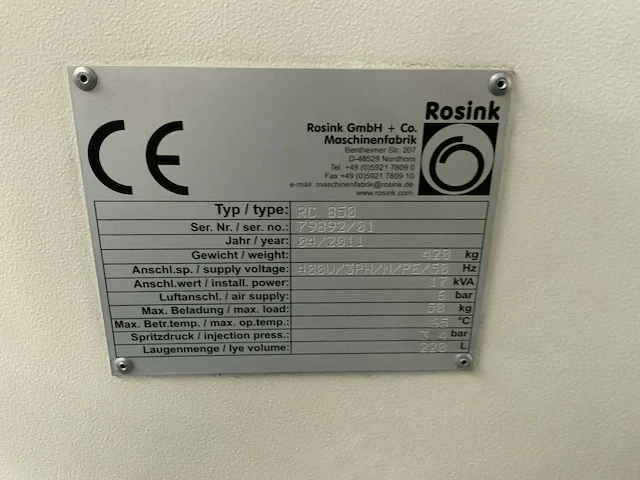 CE
Rosink
Rosink GmbH + Co.
Maschinenfabrik
Bentheimer Str. 207
D-48529 Nordhorn
Tel. +49 (0)5921 7809 0
Fax +49 (0)5921 7809 10
e-mail: maschinenfabrik@rosink.de
www.rosink.com
Typ / type: RC 850
Ser. Nr. / ser. no.: 79892/01
Jahr / year: 04/2011
Gewicht / weight: 420 kg
Anschl.sp. / supply voltage: 400V/3PH/N/PE/50 Hz
Anschl.wert / install. power: 17 kVA
Luftanschl. / air supply: 6 bar
Max. Beladung / max. load: 50 kg
Max. Betr.temp. / max. op.temp.: °C
Spritzdruck / injection press.: bar
Laugenmenge / lye volume: 220 L